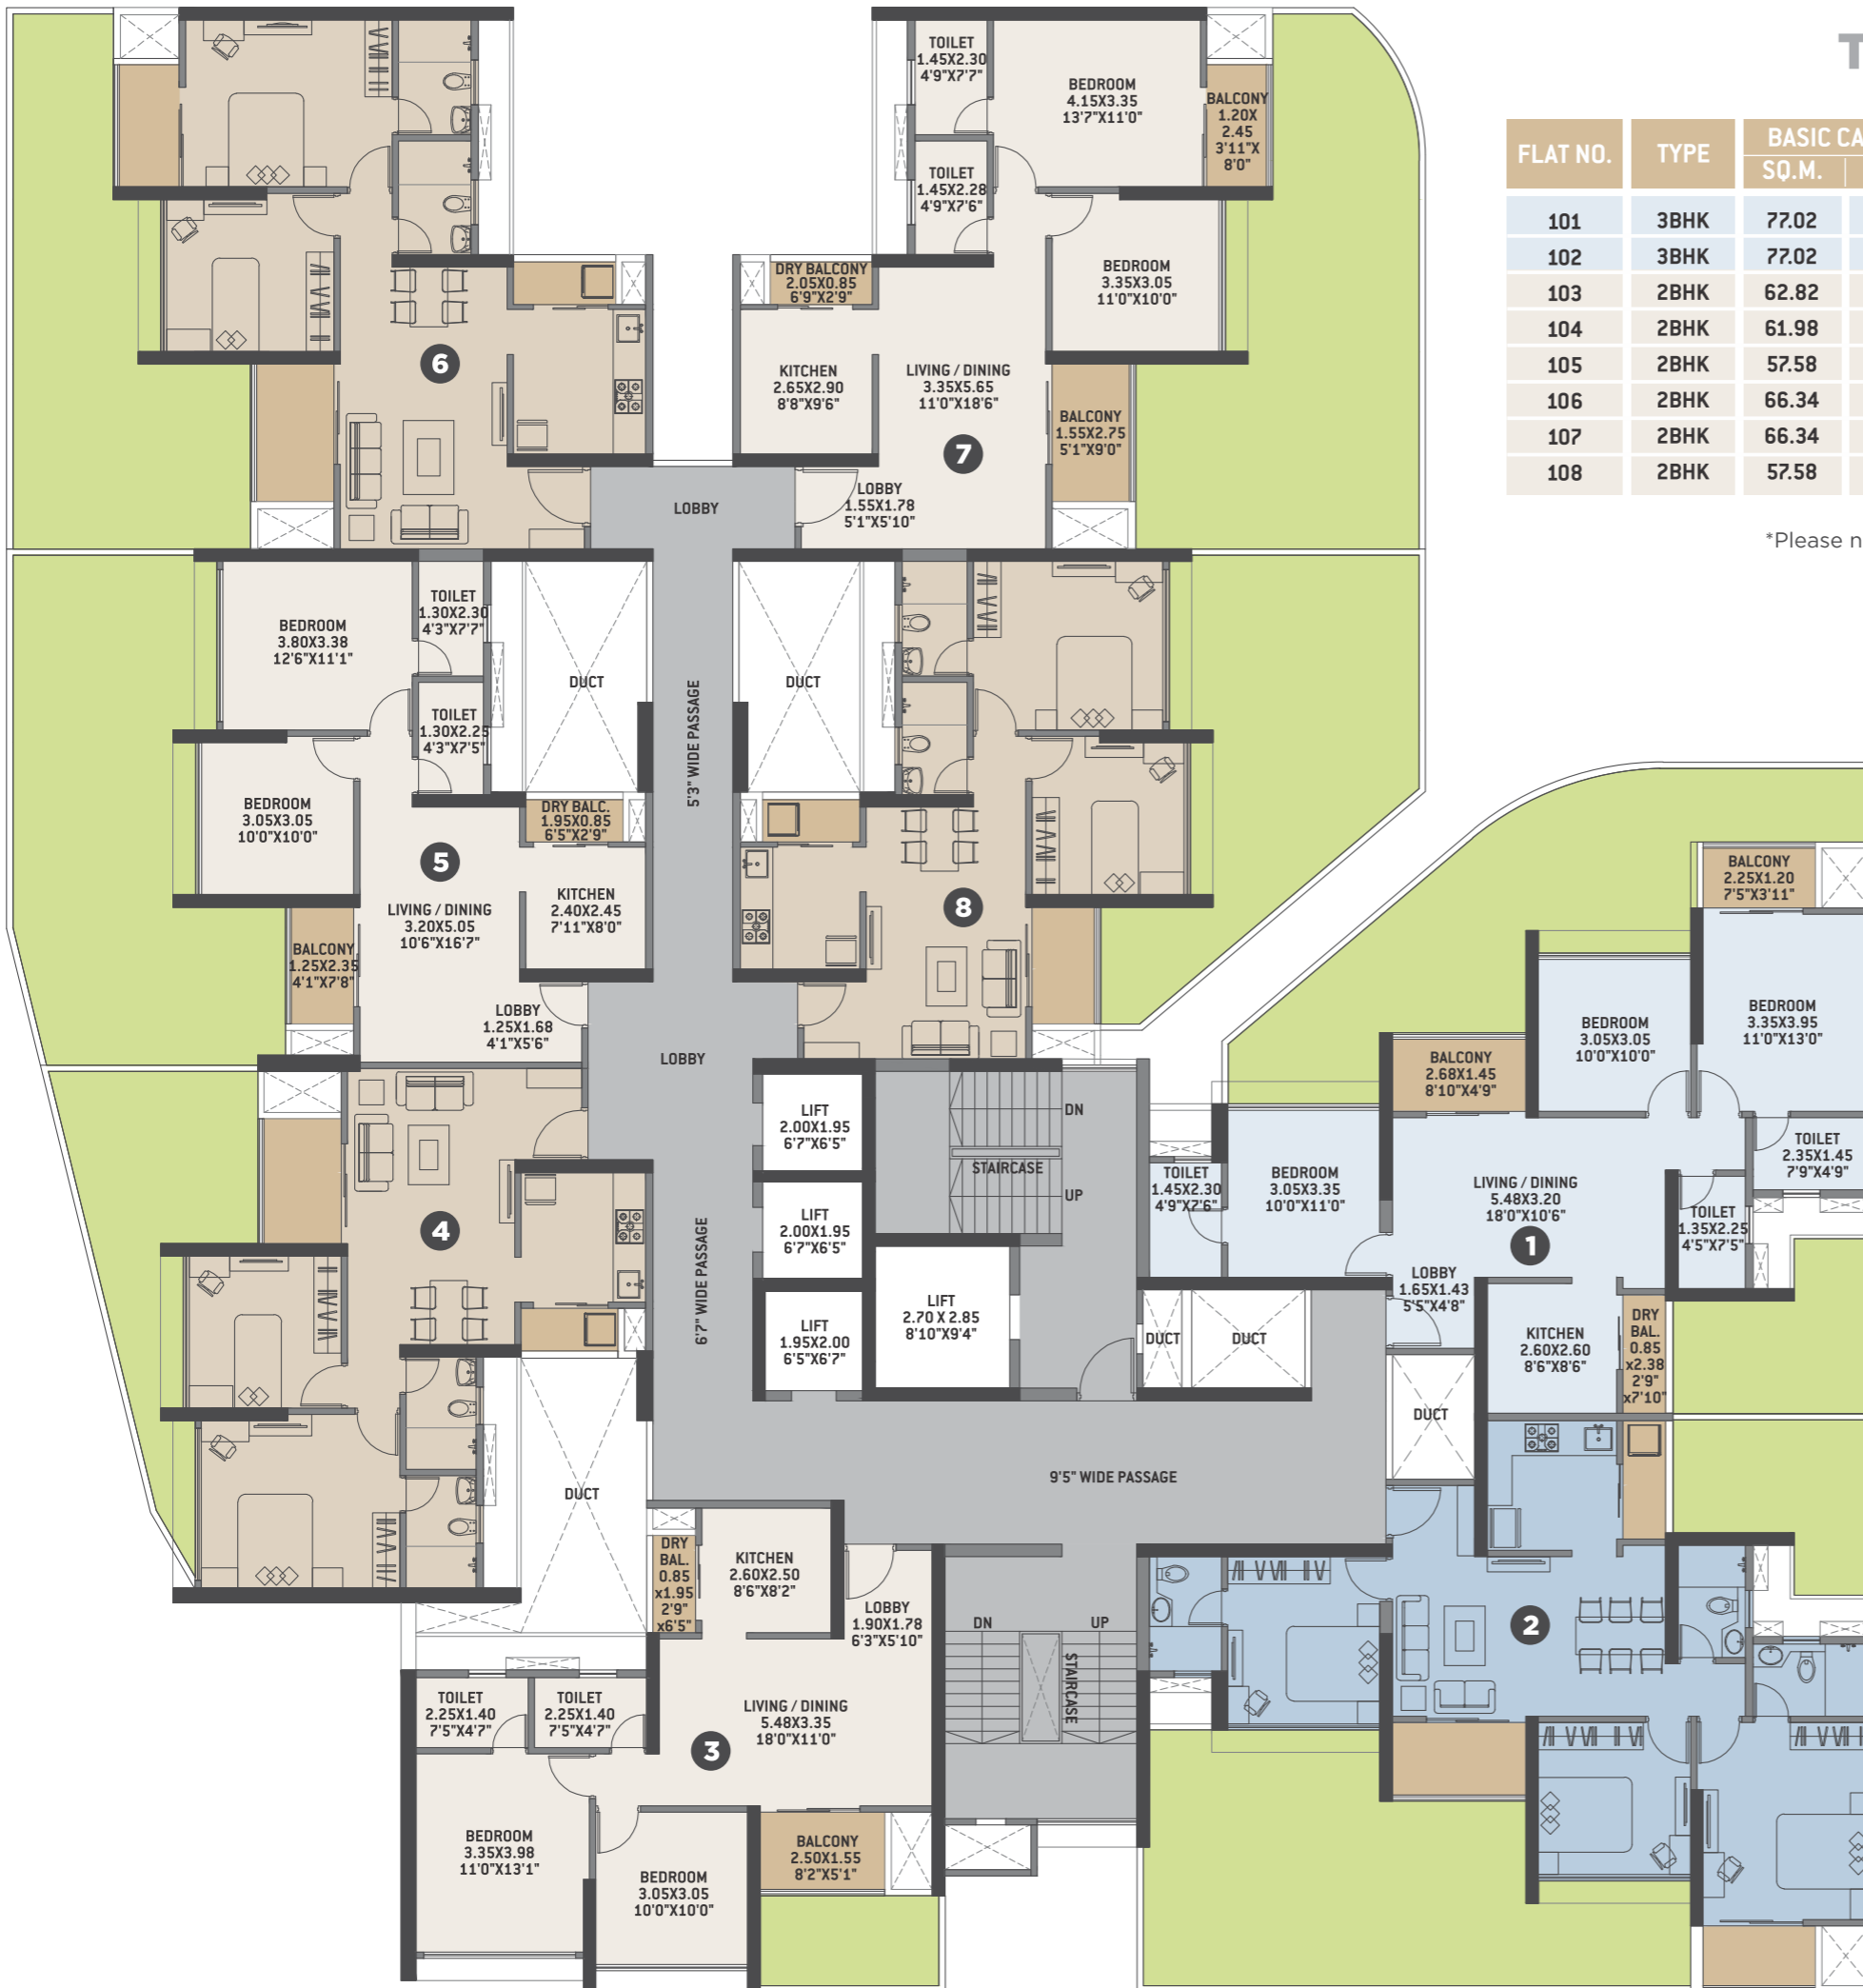 T
FLAT NO. TYPE BASIC CA
SQ.M.
101 3BHK 77.02
102 3BHK 77.02
103 2BHK 62.82
104 2BHK 61.98
105 2BHK 57.58
106 2BHK 66.34
107 2BHK 66.34
108 2BHK 57.58
*Please n
6
TOILET
1.45X2.30
4'9"X7'7"
BEDROOM
4.15X3.35
13'7"X11'0"
BALCONY
1.20X
2.45
3'11"X
8'0"
TOILET
1.45X2.28
4'9"X7'6"
BEDROOM
3.35X3.05
11'0"X10'0"
DRY BALCONY
2.05X0.85
6'9"X2'9"
KITCHEN
2.65X2.90
8'8"X9'6"
LIVING / DINING
3.35X5.65
11'0"X18'6"
7
BALCONY
1.55X2.75
5'1"X9'0"
LOBBY
1.55X1.78
5'1"X5'10"
LOBBY
BEDROOM
3.80X3.38
12'6"X11'1"
TOILET
1.30X2.30
4'3"X7'7"
TOILET
1.30X2.25
4'3"X7'5"
DUCT
5'3" WIDE PASSAGE
DUCT
BEDROOM
3.05X3.05
10'0"X10'0"
DRY BALC.
1.95X0.85
6'5"X2'9"
5
KITCHEN
2.40X2.45
7'11"X8'0"
LIVING / DINING
3.20X5.05
10'6"X16'7"
BALCONY
1.25X2.35
4'1"X7'8"
LOBBY
1.25X1.68
4'1"X5'6"
8
LOBBY
LIFT
2.00X1.95
6'7"X6'5"
LIFT
2.00X1.95
6'7"X6'5"
LIFT
1.95X2.00
6'5"X6'7"
LIFT
2.70 X 2.85
8'10"X9'4"
DN
STAIRCASE
UP
4
6'7" WIDE PASSAGE
DUCT
DUCT
DUCT
DUCT
9'5" WIDE PASSAGE
BALCONY
2.25X1.20
7'5"X3'11"
BEDROOM
3.05X3.05
10'0"X10'0"
BEDROOM
3.35X3.95
11'0"X13'0"
BALCONY
2.68X1.45
8'10"X4'9"
TOILET
1.45X2.30
4'9"X7'6"
BEDROOM
3.05X3.35
10'0"X11'0"
LIVING / DINING
5.48X3.20
18'0"X10'6"
1
TOILET
2.35X1.45
7'9"X4'9"
TOILET
1.35X2.25
4'5"X7'5"
LOBBY
1.65X1.43
5'5"X4'8"
KITCHEN
2.60X2.60
8'6"X8'6"
DRY
BAL.
0.85
x2.38
2'9"
x7'10"
2
DRY
BAL.
0.85
x1.95
2'9"
x6'5"
KITCHEN
2.60X2.50
8'6"X8'2"
LOBBY
1.90X1.78
6'3"X5'10"
DN
UP
STAIRCASE
TOILET
2.25X1.40
7'5"X4'7"
TOILET
2.25X1.40
7'5"X4'7"
LIVING / DINING
5.48X3.35
18'0"X11'0"
3
BEDROOM
3.35X3.98
11'0"X13'1"
BEDROOM
3.05X3.05
10'0"X10'0"
BALCONY
2.50X1.55
8'2"X5'1"